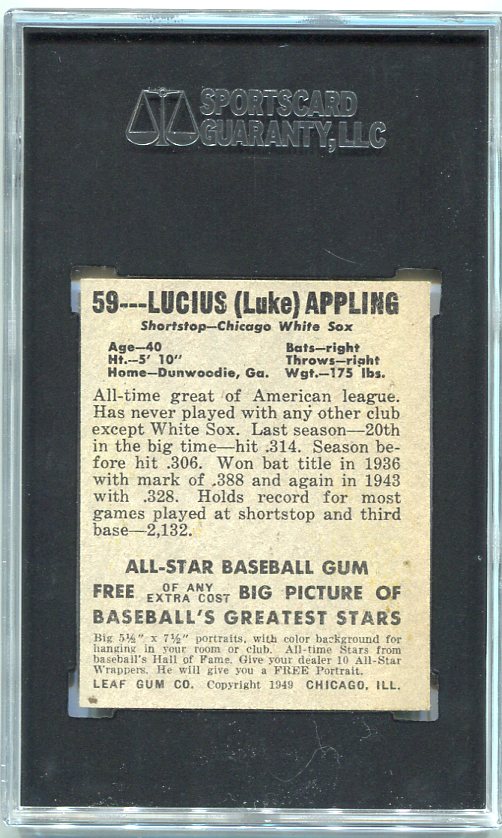 SPORTSCARD
GUARANTY, LLC
59---LUCIUS (Luke) APPLING
Shortstop—Chicago White Sox
Age—40 Bats—right
Ht.—5' 10" Throws—right
Home—Dunwoodie, Ga. Wgt.—175 lbs.
All-time great of American league.
Has never played with any other club
except White Sox. Last season—20th
in the big time—hit .314. Season be-
fore hit .306. Won bat title in 1936
with mark of .388 and again in 1943
with .328. Holds record for most
games played at shortstop and third
base—2,132.
ALL-STAR BASEBALL GUM
FREE OF ANY EXTRA COST BIG PICTURE OF
BASEBALL'S GREATEST STARS
Big 5½" x 7½" portraits, with color background for
hanging in your room or club. All-time Stars from
baseball's Hall of Fame. Give your dealer 10 All-Star
Wrappers. He will give you a FREE Portrait.
LEAF GUM CO. Copyright 1949 CHICAGO, ILL.